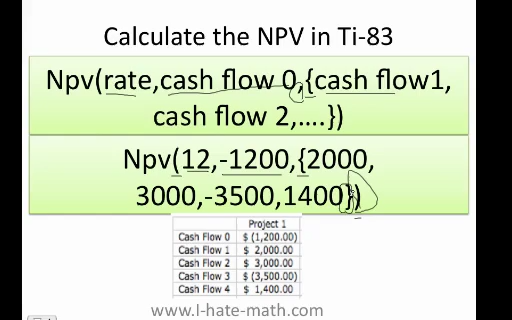 Calculate the NPV in Ti-83
Npv(rate,cash flow 0,{cash flow1,
cash flow 2,....})
Npv(12,-1200,{2000,
3000,-3500,1400})
Project 1
Cash Flow 0 $ (1,200.00)
Cash Flow 1 $ 2,000.00
Cash Flow 2 $ 3,000.00
Cash Flow 3 $ (3,500.00)
Cash Flow 4 $ 1,400.00
www.I-hate-math.com